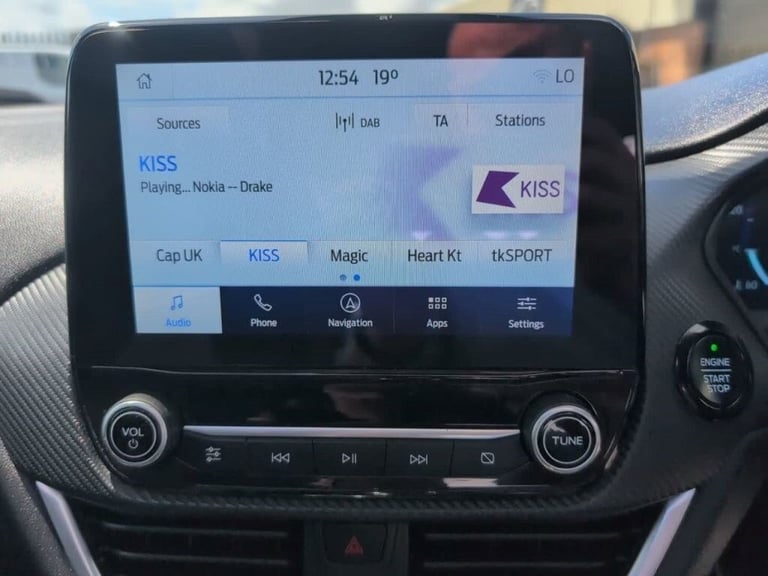 12:54 19° LO
Sources DAB TA Stations
KISS
Playing... Nokia -- Drake
KISS
Cap UK KISS Magic Heart Kt tkSPORT
Audio Phone Navigation Apps Settings
ENGINE
START
STOP
VOL
TUNE